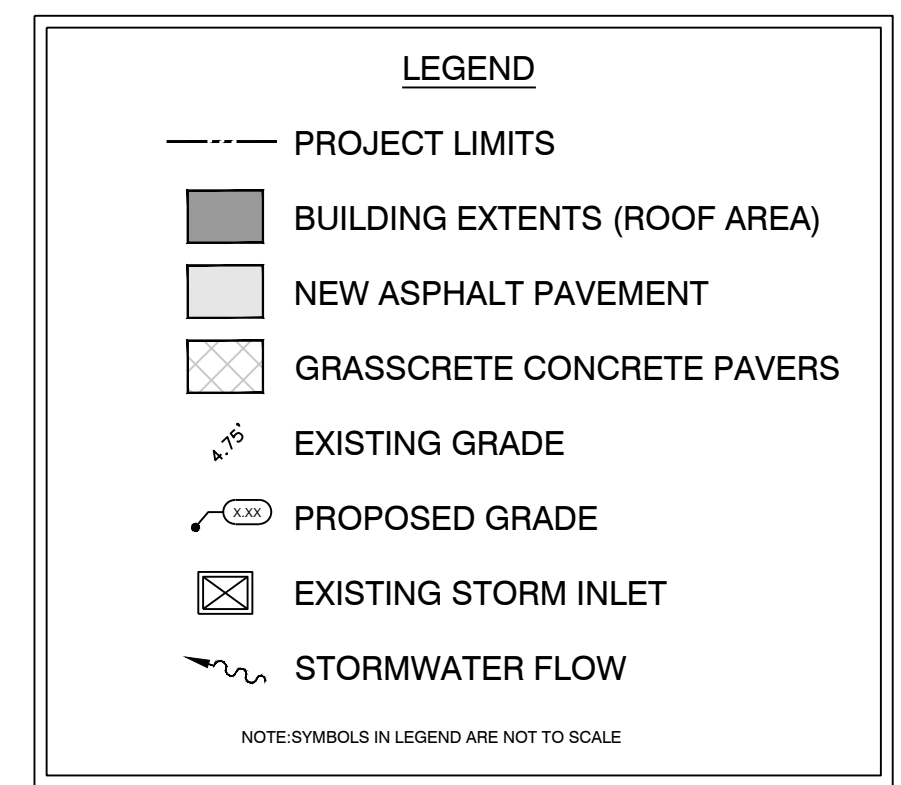 LEGEND
PROJECT LIMITS
BUILDING EXTENTS (ROOF AREA)
NEW ASPHALT PAVEMENT
GRASSCRETE CONCRETE PAVERS
4.75' EXISTING GRADE
X.XX PROPOSED GRADE
EXISTING STORM INLET
STORMWATER FLOW
NOTE:SYMBOLS IN LEGEND ARE NOT TO SCALE